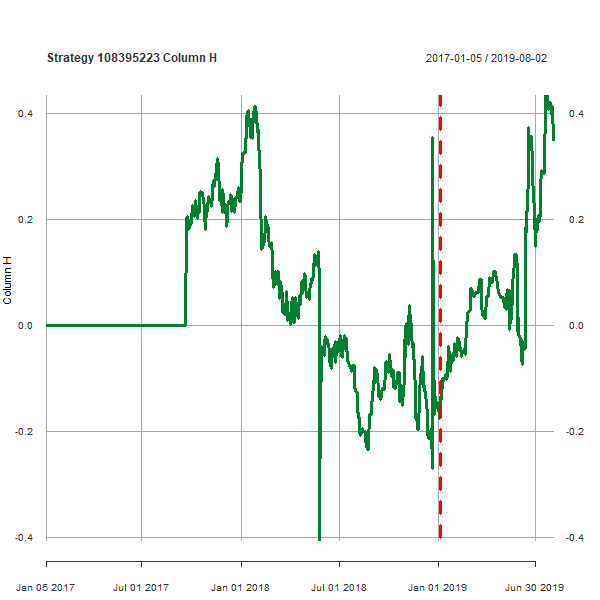 Strategy 108395223 Column H
2017-01-05 / 2019-08-02
Column H
0.4
0.2
0.0
-0.2
-0.4
0.4
0.2
0.0
-0.2
-0.4
Jan 05 2017
Jul 01 2017
Jan 01 2018
Jul 01 2018
Jan 01 2019
Jun 30 2019